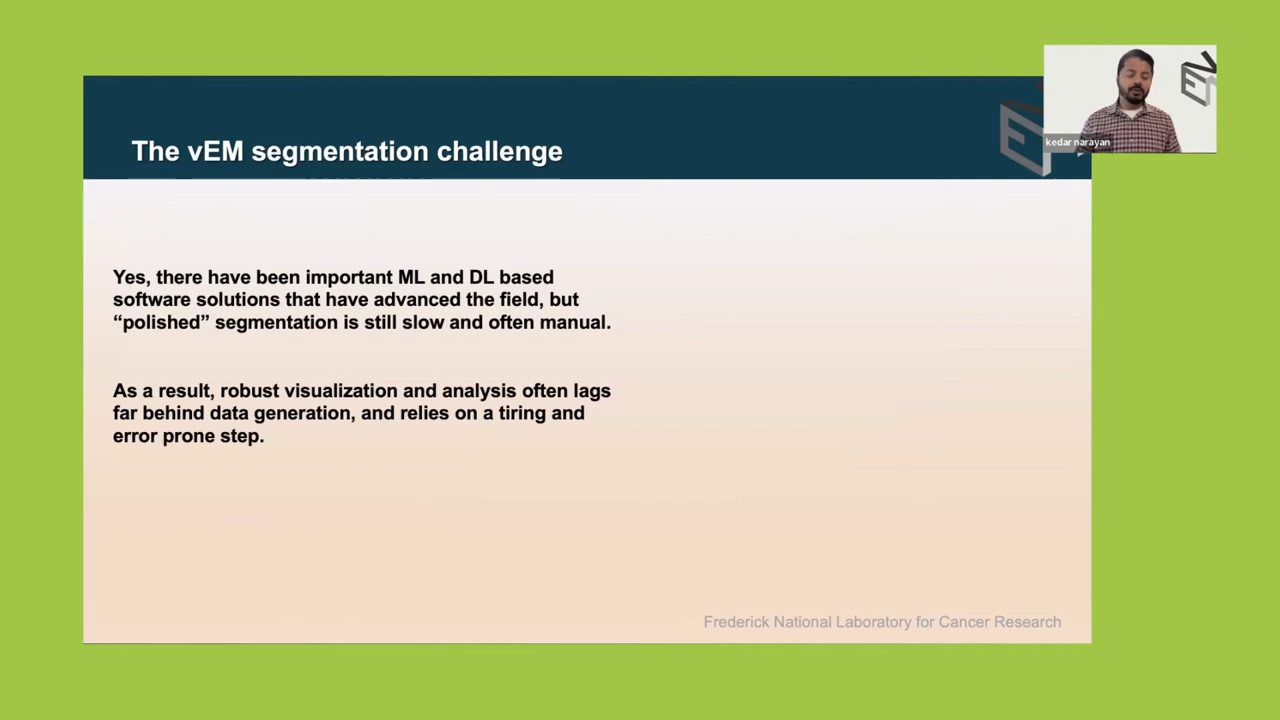 The vEM segmentation challenge
kedar narayan
Yes, there have been important ML and DL based
software solutions that have advanced the field, but
“polished” segmentation is still slow and often manual.
As a result, robust visualization and analysis often lags
far behind data generation, and relies on a tiring and
error prone step.
Frederick National Laboratory for Cancer Research